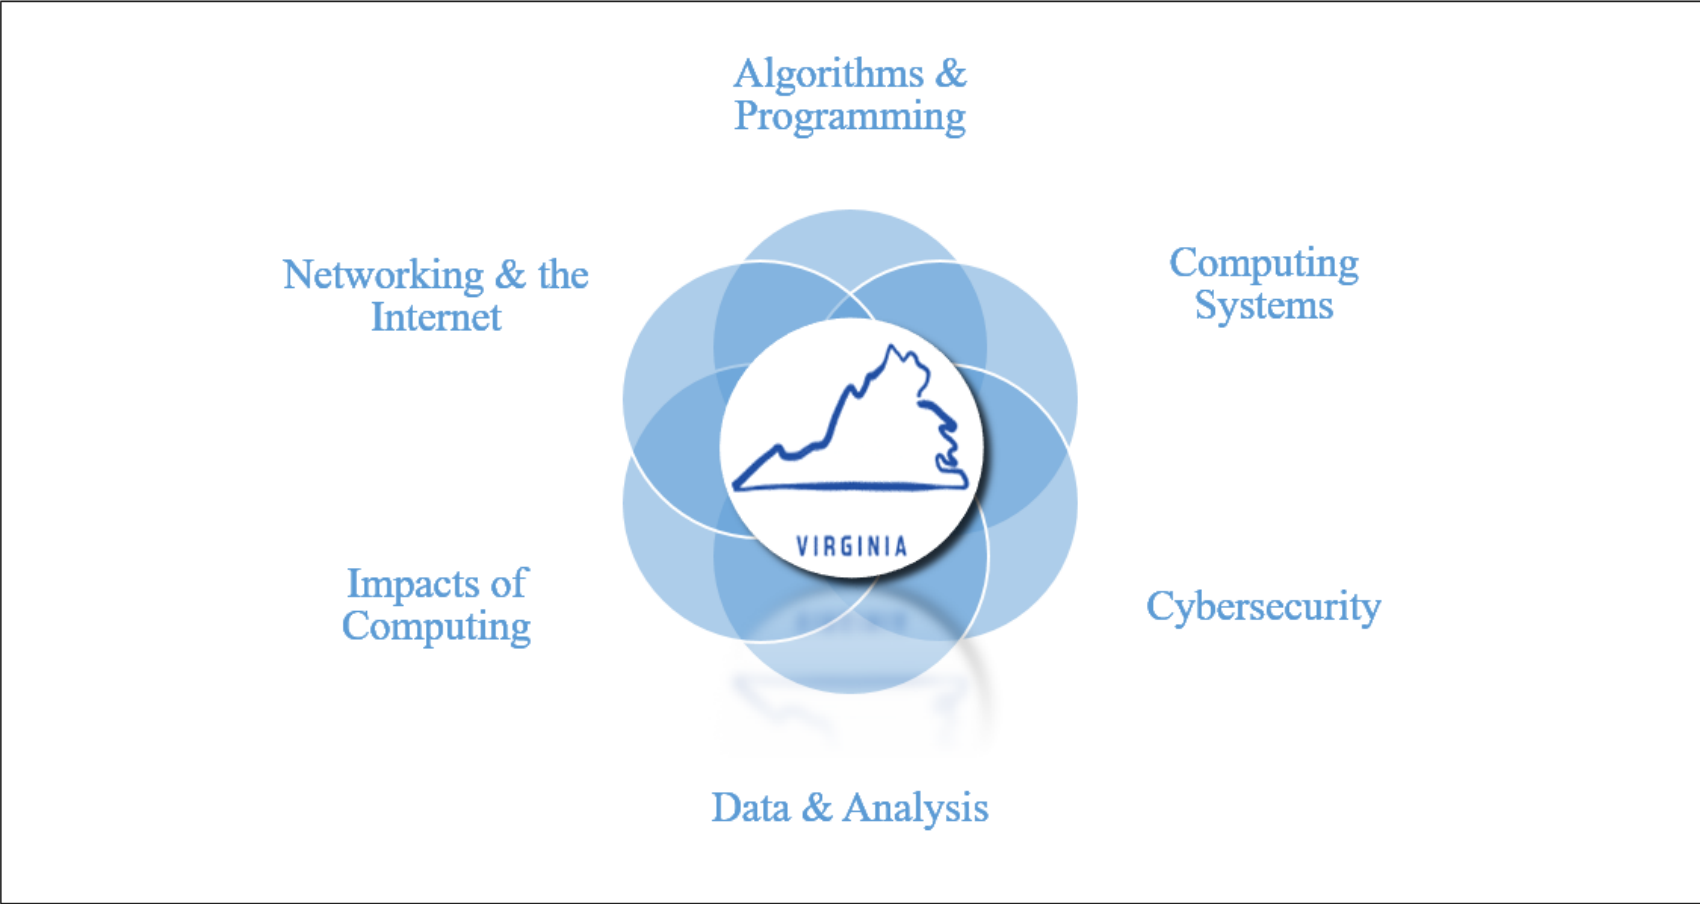 Algorithms &
Programming
Networking & the
Internet
Computing
Systems
VIRGINIA
Impacts of
Computing
Cybersecurity
Data & Analysis